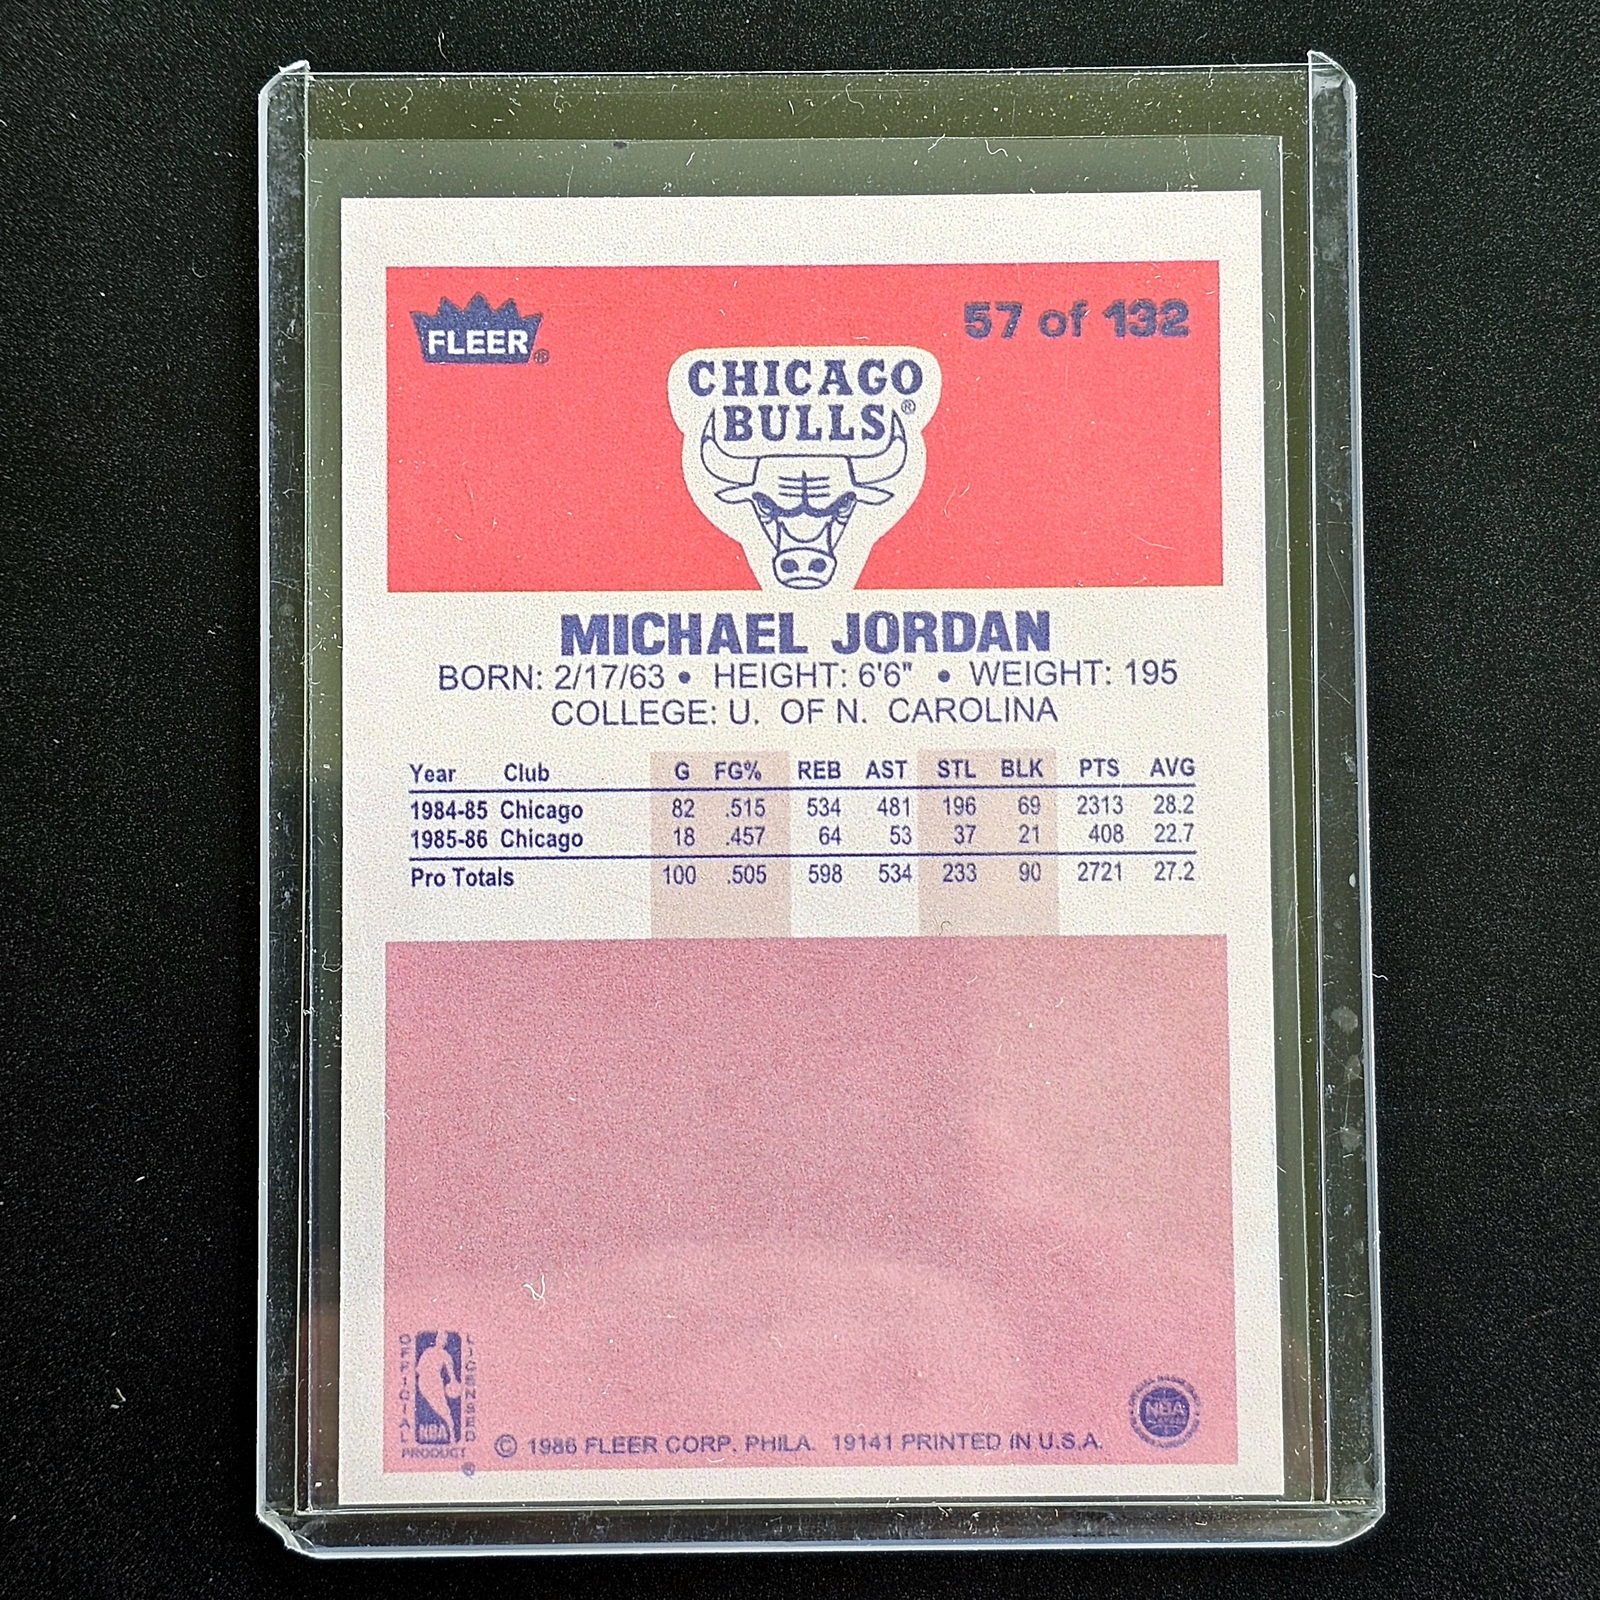 FLEER®
57 of 132
CHICAGO
BULLS®
MICHAEL JORDAN
BORN: 2/17/63 • HEIGHT: 6'6" • WEIGHT: 195
COLLEGE: U. OF N. CAROLINA
Year Club G FG% REB AST STL BLK PTS AVG
1984-85 Chicago 82 .515 534 481 196 69 2313 28.2
1985-86 Chicago 18 .457 64 53 37 21 408 22.7
Pro Totals 100 .505 598 534 233 90 2721 27.2
OFFICIAL
LICENSED
NBA
PRODUCT
®
© 1986 FLEER CORP. PHILA. 19141 PRINTED IN U.S.A.
NBA